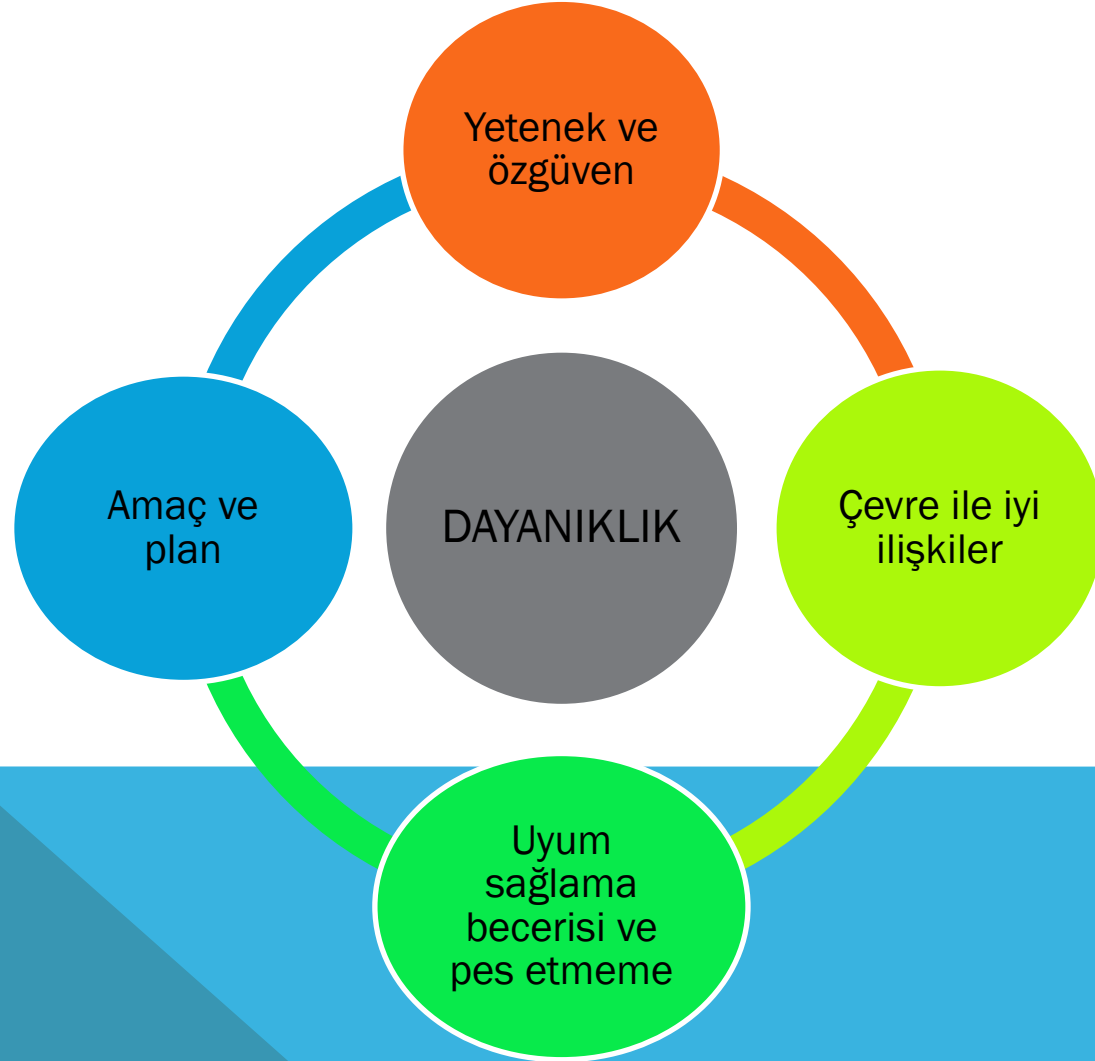 Yetenek ve
özgüven
Amaç ve
plan
DAYANIKLIK
Çevre ile iyi
ilişkiler
Uyum
sağlama
becerisi ve
pes etmeme